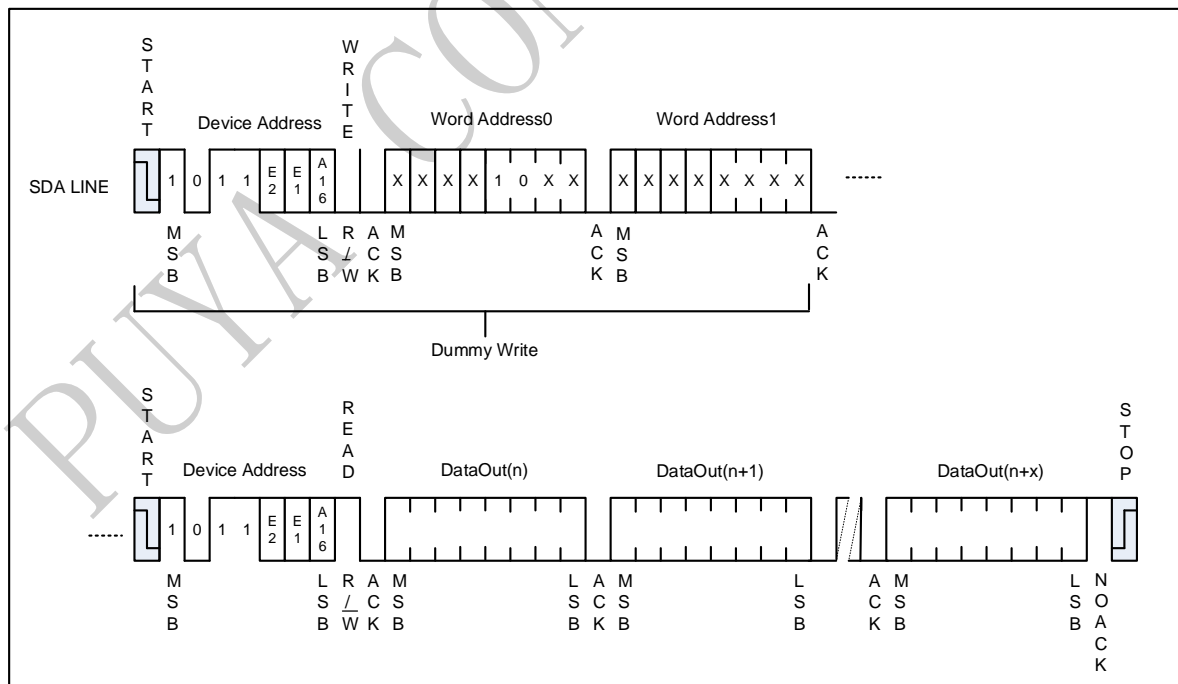 START
WRITE
Device Address
Word Address0
Word Address1
SDA LINE
1 0 1 1 E2 E1 A16
X X X X 1 0 X X
X X X X X X X X
MSB
LSB
R/W
ACK
MSB
ACK
MSB
ACK
Dummy Write
START
READ
STOP
Device Address
DataOut(n)
DataOut(n+1)
DataOut(n+x)
1 0 1 1 E2 E1 A16
MSB
LSB
R/W
ACK
MSB
LSB
ACK
MSB
LSB
ACK
MSB
LSB
NOACK
PUYA CON